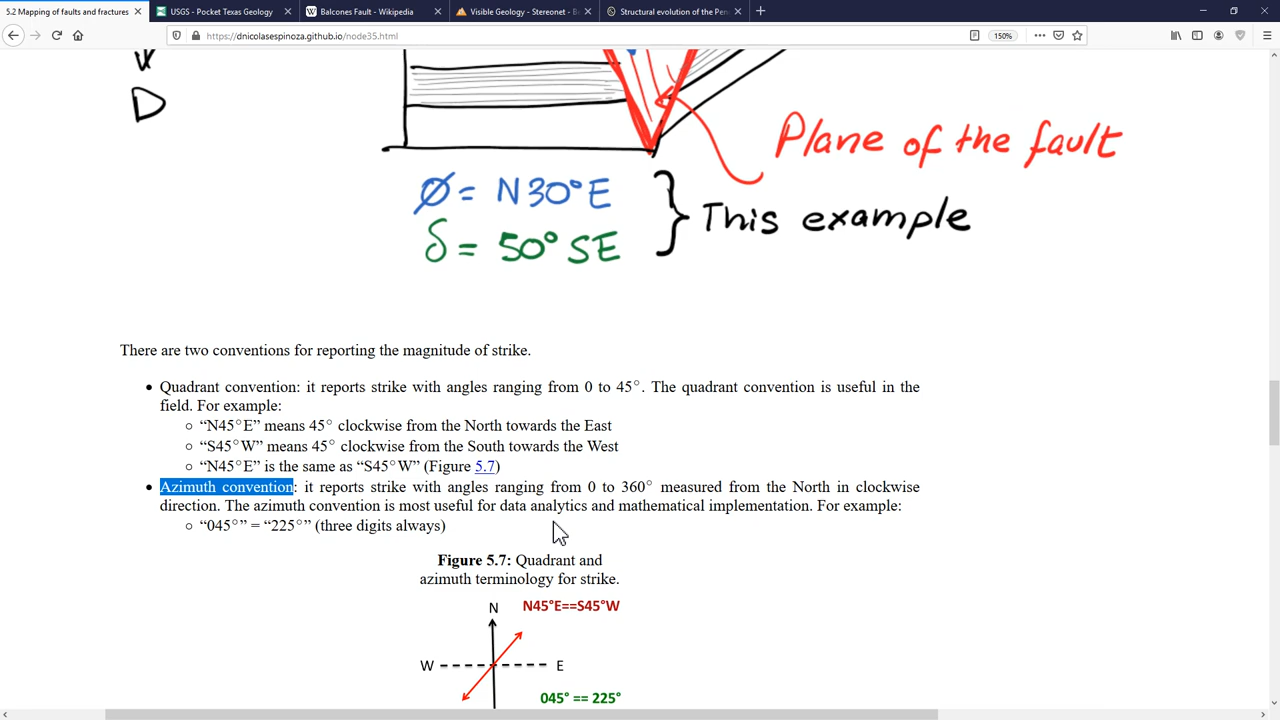 5.2 Mapping of faults and fractures
USGS - Pocket Texas Geology
Balcones Fault - Wikipedia
Visible Geology - Stereonet - Be
Structural evolution of the Pen
https://dnicolasespinoza.github.io/node35.html
150%
D
Plane of the fault
ϕ = N30°E
This example
δ = 50° SE
There are two conventions for reporting the magnitude of strike.
• Quadrant convention: it reports strike with angles ranging from 0 to 45°. The quadrant convention is useful in the
field. For example:
“N45°E” means 45° clockwise from the North towards the East
“S45°W” means 45° clockwise from the South towards the West
“N45°E” is the same as “S45°W” (Figure 5.7)
• Azimuth convention: it reports strike with angles ranging from 0 to 360° measured from the North in clockwise
direction. The azimuth convention is most useful for data analytics and mathematical implementation. For example:
“045°” = “225°” (three digits always)
Figure 5.7: Quadrant and
azimuth terminology for strike.
N
N45°E==S45°W
W
E
045° == 225°